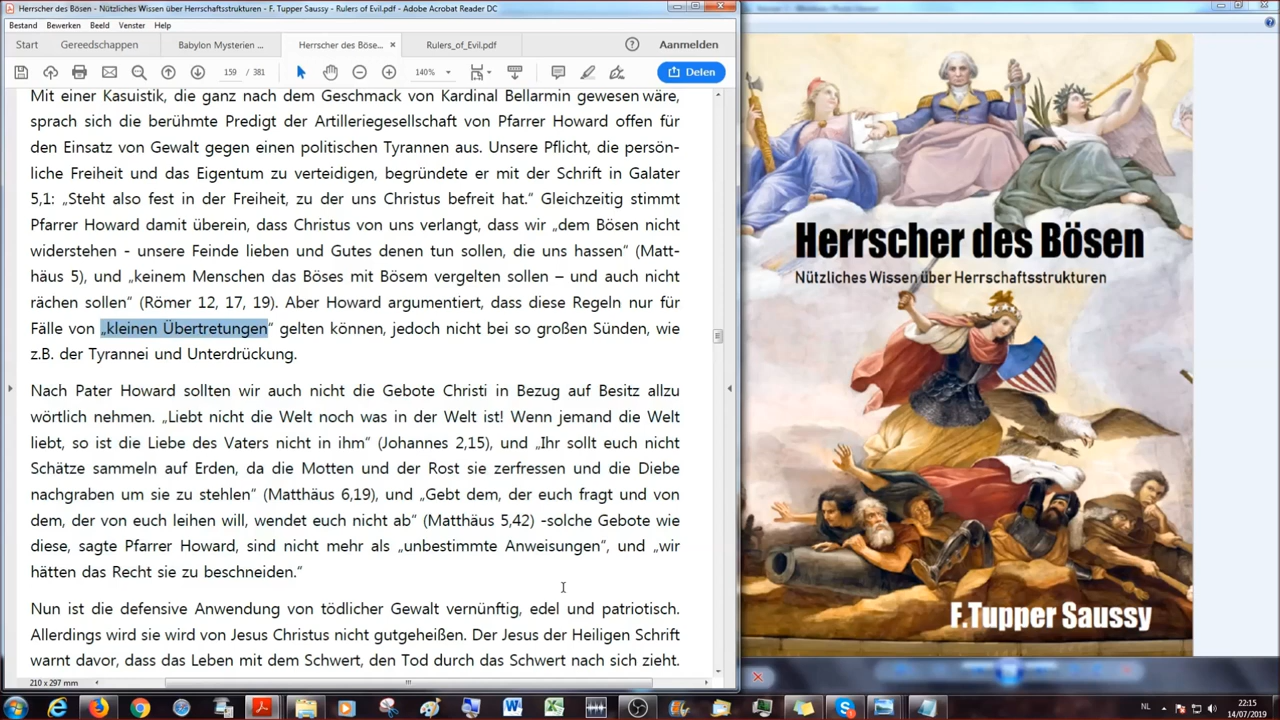 Herrscher des Bösen - Nützliches Wissen über Herrschaftsstrukturen - F. Tupper Saussy - Rulers of Evil.pdf - Adobe Acrobat Reader DC
Bestand Bewerken Beeld Venster Help
Start Gereedschappen Babylon Mysterien ... Herrscher des Böse... × Rulers_of_Evil.pdf Aanmelden
159 / 381 140% Delen
Mit einer Kasuistik, die ganz nach dem Geschmack von Kardinal Bellarmin gewesen wäre,
sprach sich die berühmte Predigt der Artilleriegesellschaft von Pfarrer Howard offen für
den Einsatz von Gewalt gegen einen politischen Tyrannen aus. Unsere Pflicht, die persön-
liche Freiheit und das Eigentum zu verteidigen, begründete er mit der Schrift in Galater
5,1: „Steht also fest in der Freiheit, zu der uns Christus befreit hat.“ Gleichzeitig stimmt
Pfarrer Howard damit überein, dass Christus von uns verlangt, dass wir „dem Bösen nicht
widerstehen - unsere Feinde lieben und Gutes denen tun sollen, die uns hassen“ (Matt-
häus 5), und „keinem Menschen das Böses mit Bösem vergelten sollen – und auch nicht
rächen sollen“ (Römer 12, 17, 19). Aber Howard argumentiert, dass diese Regeln nur für
Fälle von „kleinen Übertretungen“ gelten können, jedoch nicht bei so großen Sünden, wie
z.B. der Tyrannei und Unterdrückung.
Nach Pater Howard sollten wir auch nicht die Gebote Christi in Bezug auf Besitz allzu
wörtlich nehmen. „Liebt nicht die Welt noch was in der Welt ist! Wenn jemand die Welt
liebt, so ist die Liebe des Vaters nicht in ihm“ (Johannes 2,15), und „Ihr sollt euch nicht
Schätze sammeln auf Erden, da die Motten und der Rost sie zerfressen und die Diebe
nachgraben um sie zu stehlen“ (Matthäus 6,19), und „Gebt dem, der euch fragt und von
dem, der von euch leihen will, wendet euch nicht ab“ (Matthäus 5,42) -solche Gebote wie
diese, sagte Pfarrer Howard, sind nicht mehr als „unbestimmte Anweisungen“, und „wir
hätten das Recht sie zu beschneiden.“
Nun ist die defensive Anwendung von tödlicher Gewalt vernünftig, edel und patriotisch.
Allerdings wird sie wird von Jesus Christus nicht gutgeheißen. Der Jesus der Heiligen Schrift
warnt davor, dass das Leben mit dem Schwert, den Tod durch das Schwert nach sich zieht.
210 x 297 mm
Herrscher des Bösen
Nützliches Wissen über Herrschaftsstrukturen
F.Tupper Saussy
NL
22:15
14/07/2019